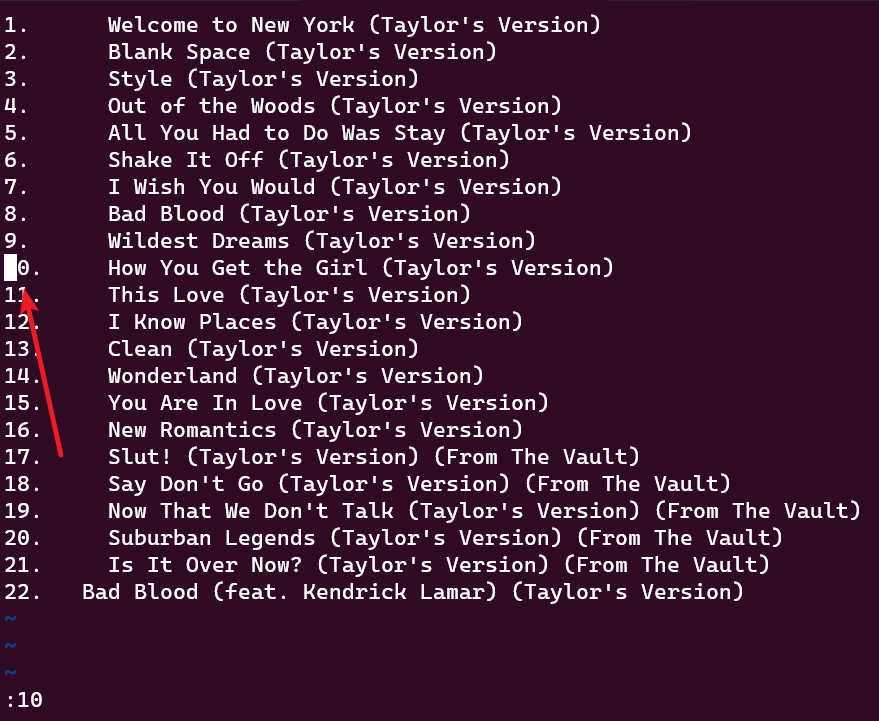 1.      Welcome to New York (Taylor's Version)
2.      Blank Space (Taylor's Version)
3.      Style (Taylor's Version)
4.      Out of the Woods (Taylor's Version)
5.      All You Had to Do Was Stay (Taylor's Version)
6.      Shake It Off (Taylor's Version)
7.      I Wish You Would (Taylor's Version)
8.      Bad Blood (Taylor's Version)
9.      Wildest Dreams (Taylor's Version)
0.     How You Get the Girl (Taylor's Version)
11.     This Love (Taylor's Version)
12.     I Know Places (Taylor's Version)
13.     Clean (Taylor's Version)
14.     Wonderland (Taylor's Version)
15.     You Are In Love (Taylor's Version)
16.     New Romantics (Taylor's Version)
17.     Slut! (Taylor's Version) (From The Vault)
18.     Say Don't Go (Taylor's Version) (From The Vault)
19.     Now That We Don't Talk (Taylor's Version) (From The Vault)
20.     Suburban Legends (Taylor's Version) (From The Vault)
21.     Is It Over Now? (Taylor's Version) (From The Vault)
22.   Bad Blood (feat. Kendrick Lamar) (Taylor's Version)
~
~
~
:10